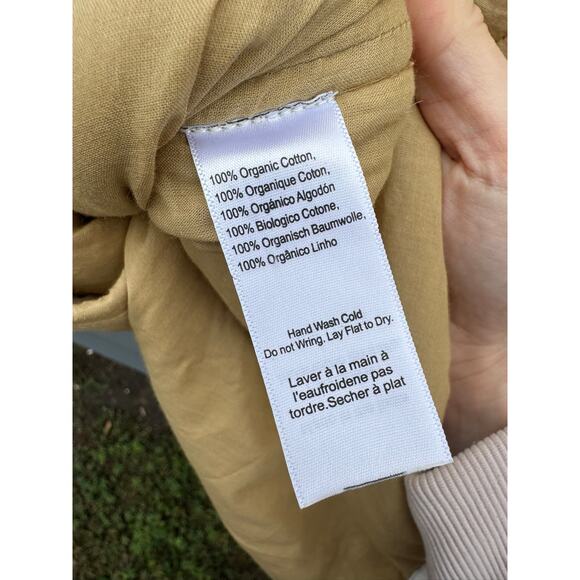 100% Organic Cotton,
100% Organique Coton,
100% Orgánico Algodón
100% Biologico Cotone,
100% Organisch Baumwolle,
100% Orgânico Linho
Hand Wash Cold
Do not Wring. Lay Flat to Dry.
Laver à la main à
l'eaufroidene pas
tordre.Secher à plat